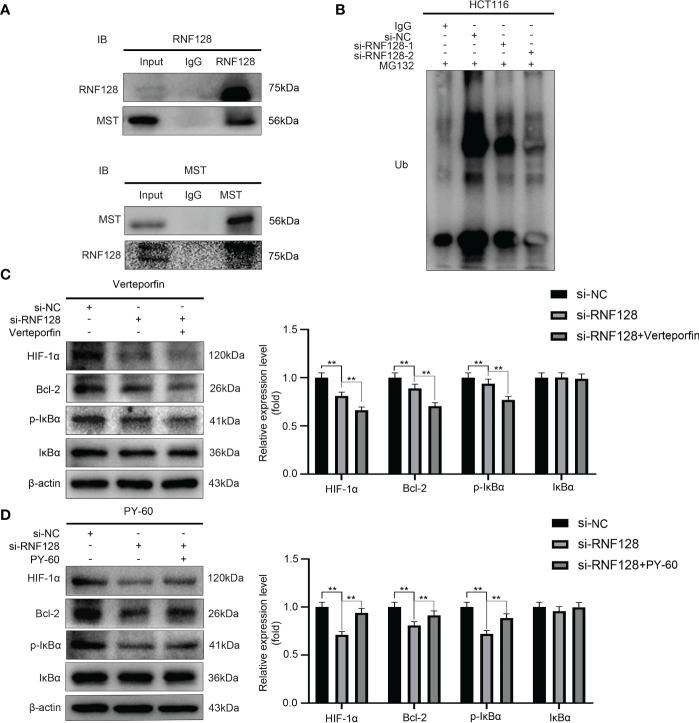 A
IB RNF128
Input IgG RNF128
RNF128 75kDa
MST 56kDa
IB MST
Input IgG MST
MST 56kDa
RNF128 75kDa
B
HCT116
IgG + - - -
si-NC - + - -
si-RNF128-1 - - + -
si-RNF128-2 - - - +
MG132 + + + +
Ub
C
Verteporfin
si-NC + - -
si-RNF128 - + +
Verteporfin - - +
HIF-1α 120kDa
Bcl-2 26kDa
p-IκBα 41kDa
IκBα 36kDa
β-actin 43kDa
si-NC
si-RNF128
si-RNF128+Verteporfin
Relative expression level
(fold)
1.5
1.0
0.5
0.0
** ** ** ** ** **
HIF-1α Bcl-2 p-IκBα IκBα
D
PY-60
si-NC + - -
si-RNF128 - + +
PY-60 - - +
HIF-1α 120kDa
Bcl-2 26kDa
p-IκBα 41kDa
IκBα 36kDa
β-actin 43kDa
si-NC
si-RNF128
si-RNF128+PY-60
Relative expression level
(fold)
1.5
1.0
0.5
0.0
** ** ** ** ** **
HIF-1α Bcl-2 p-IκBα IκBα